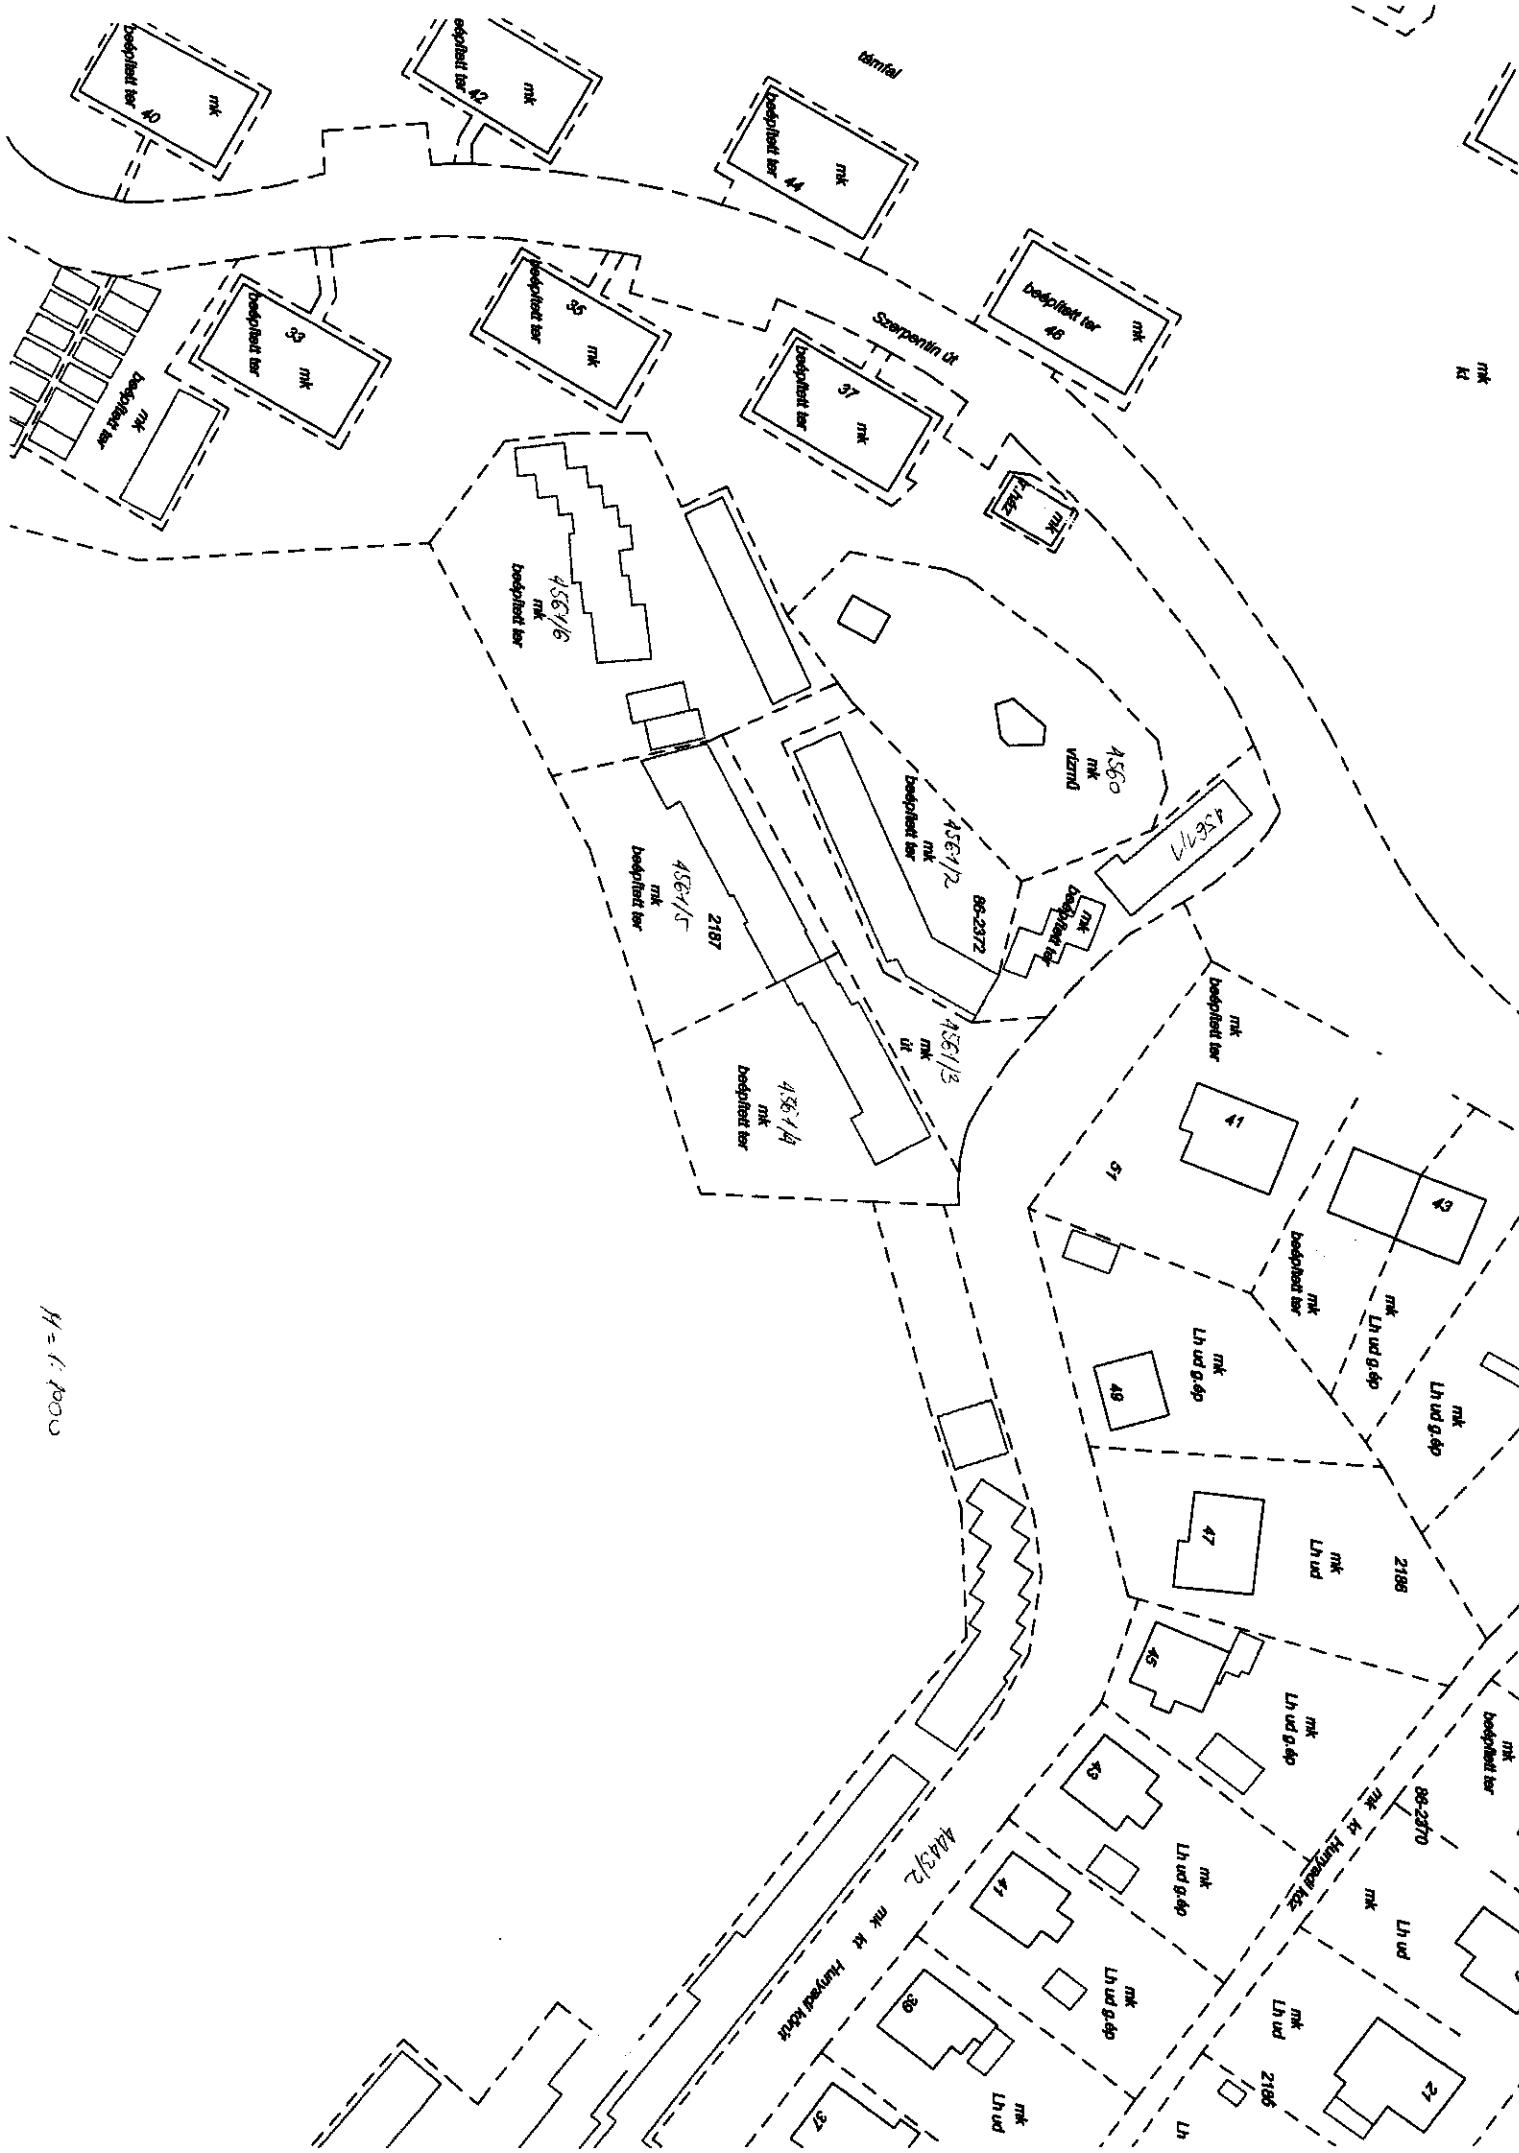 beépített ter
40
mk
beépített ter
42
mk
támfal
beépített ter
44
mk
beépített ter
46
mk
mk
kt
Szerpentin út
beépített ter
33
mk
beépített ter
35
mk
beépített ter
37
mk
mk
beépített ter
tr.ház
mk
4561/6
mk
beépített ter
4560
mk
vízmű
4561/1
4561/2
mk
beépített ter
86-2372
mk
beépített ter
4561/5
mk
beépített ter
2187
4561/3
mk
út
4561/4
mk
beépített ter
mk
beépített ter
41
51
43
mk
beépített ter
mk
Lh ud g.ép
mk
Lh ud g.ép
mk
Lh ud g.ép
49
M=1:1000
47
mk
Lh ud
2186
45
mk
Lh ud g.ép
mk
beépített ter
86-2370
mk kt Hunyadi köz
43
mk
Lh ud g.ép
mk
Lh ud
4443/2
41
mk
Lh ud g.ép
mk kt Hunyadi körút
39
mk
Lh ud
2186
21
37
mk
Lh ud
Lh